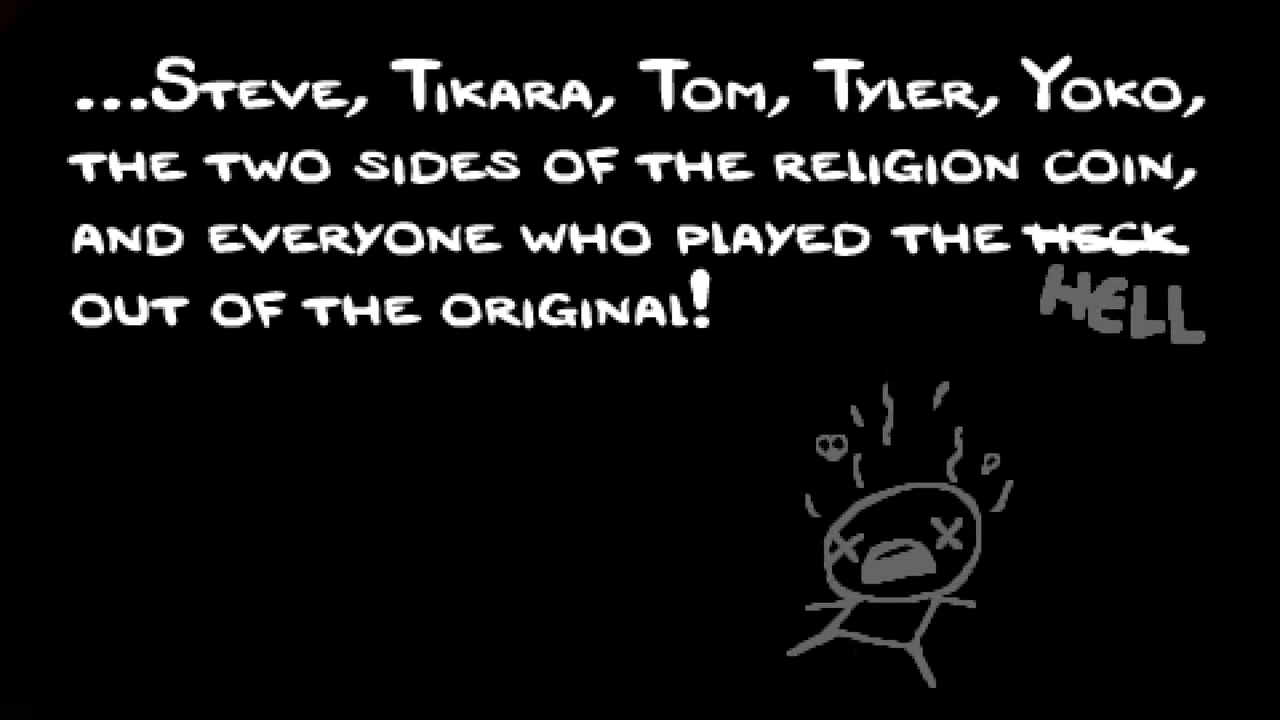 ...Steve, Tikara, Tom, Tyler, Yoko,
the two sides of the religion coin,
and everyone who played the heck
HELL
out of the original!